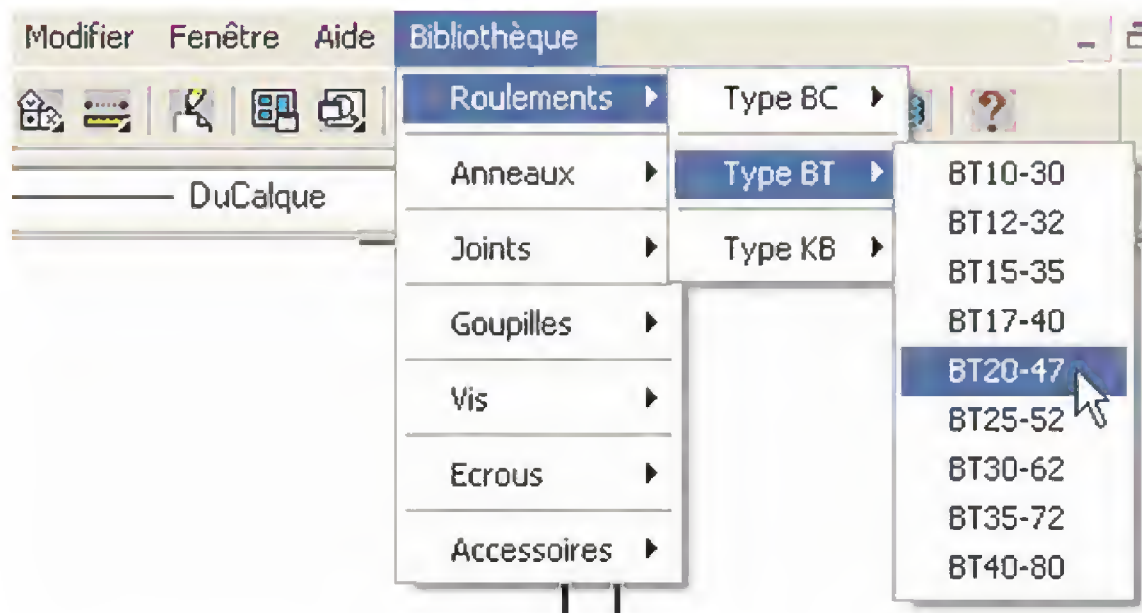 Modifier Fenêtre Aide Bibliothèque
DuCalque
Roulements
Anneaux
Joints
Goupilles
Vis
Ecrous
Accessoires
Type BC
Type BT
Type KB
BT10-30
BT12-32
BT15-35
BT17-40
BT20-47
BT25-52
BT30-62
BT35-72
BT40-80